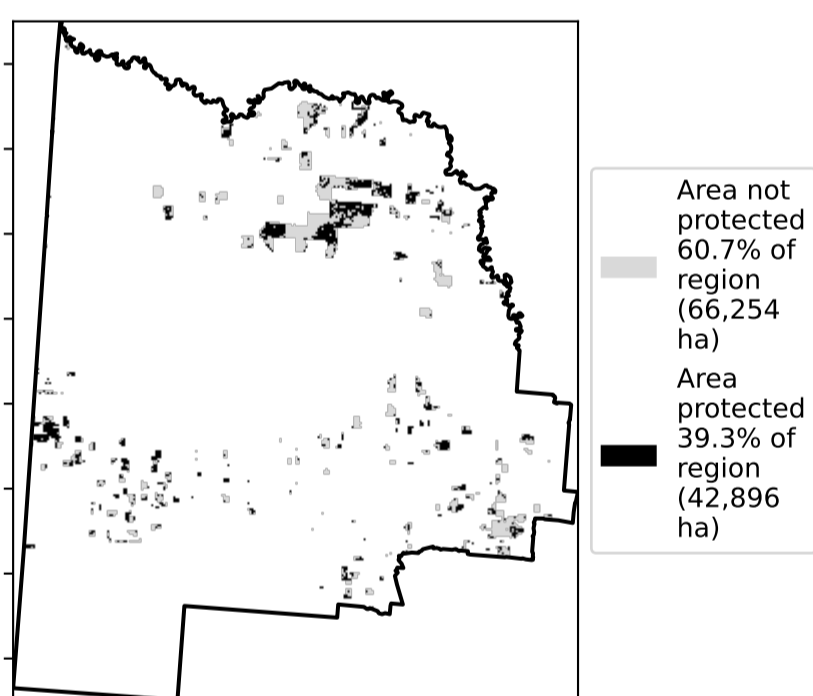 Area not
protected
60.7% of
region
(66,254
ha)
Area
protected
39.3% of
region
(42,896
ha)